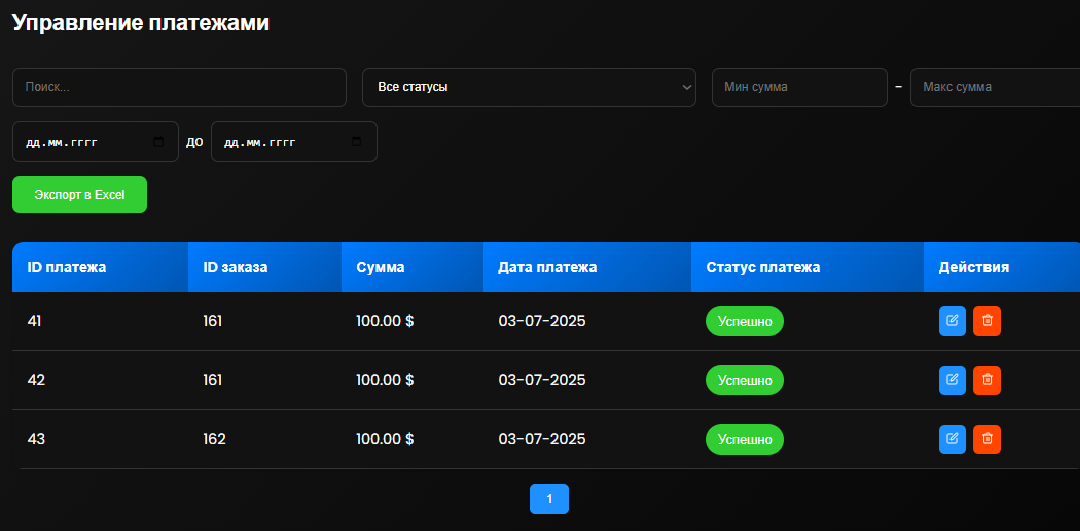 Управление платежами
Поиск... Все статусы Мин сумма – Макс сумма
дд.мм.гггг до дд.мм.гггг
Экспорт в Excel
ID платежа ID заказа Сумма Дата платежа Статус платежа Действия
41 161 100.00 $ 03-07-2025 Успешно
42 161 100.00 $ 03-07-2025 Успешно
43 162 100.00 $ 03-07-2025 Успешно
1